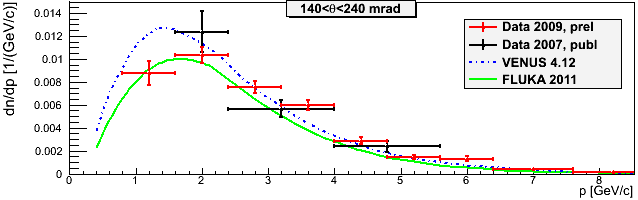 140<θ<240 mrad
dn/dp [1/(GeV/c)]
0.014
0.012
0.01
0.008
0.006
0.004
0.002
0
Data 2009, prel
Data 2007, publ
VENUS 4.12
FLUKA 2011
0 1 2 3 4 5 6 7 8
p [GeV/c]